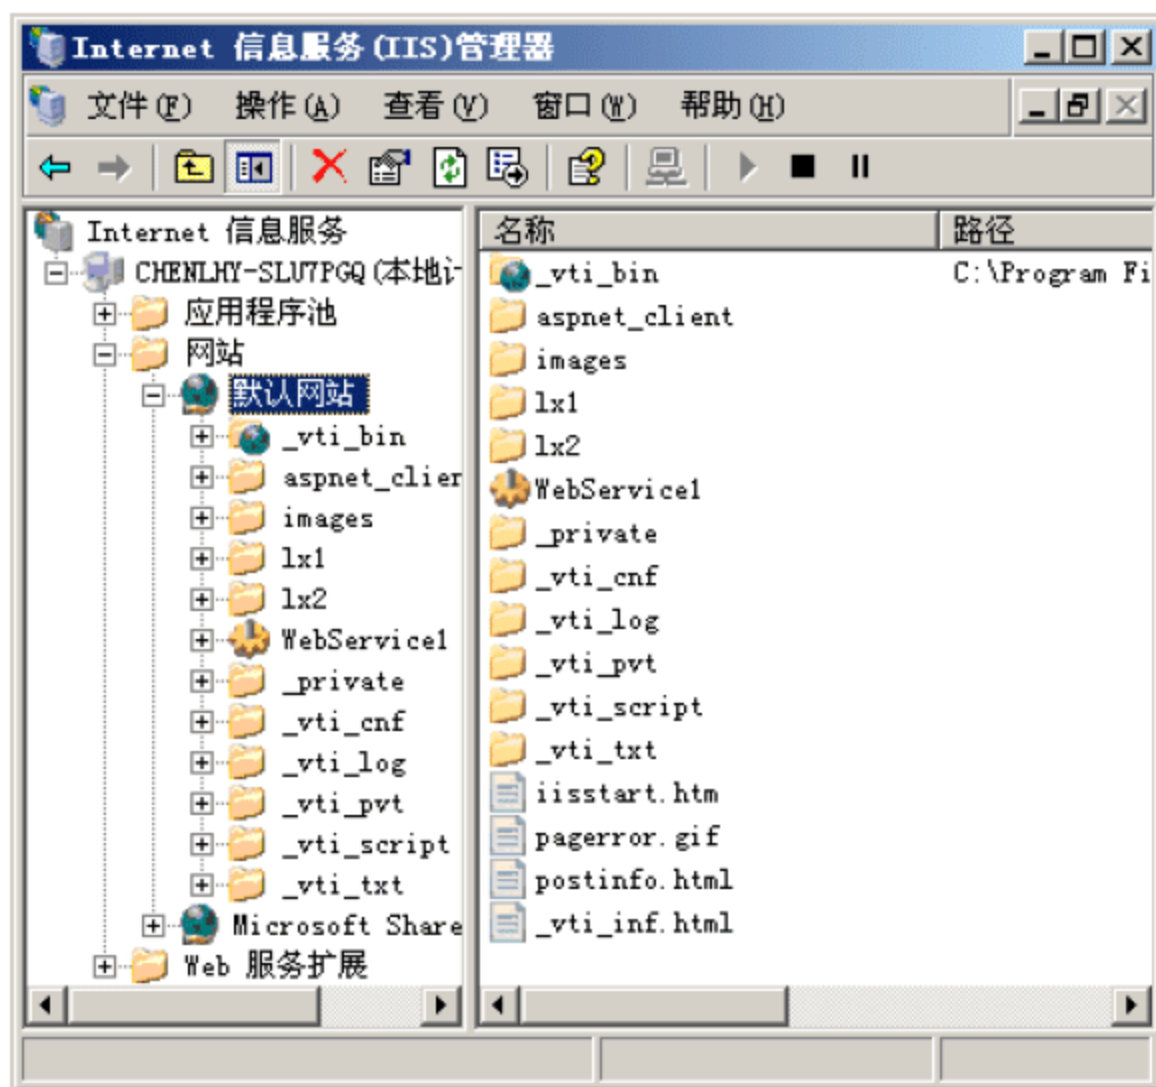 Internet 信息服务(IIS)管理器
文件(F) 操作(A) 查看(V) 窗口(W) 帮助(H)
Internet 信息服务
CHENLHY-SLU7PGQ(本地计
应用程序池
网站
默认网站
_vti_bin
aspnet_clier
images
lx1
lx2
WebService1
_private
_vti_cnf
_vti_log
_vti_pvt
_vti_script
_vti_txt
Microsoft Share
Web 服务扩展
名称 路径
_vti_bin C:\Program Fi
aspnet_client
images
lx1
lx2
WebService1
_private
_vti_cnf
_vti_log
_vti_pvt
_vti_script
_vti_txt
iisstart.htm
pagerror.gif
postinfo.html
_vti_inf.html